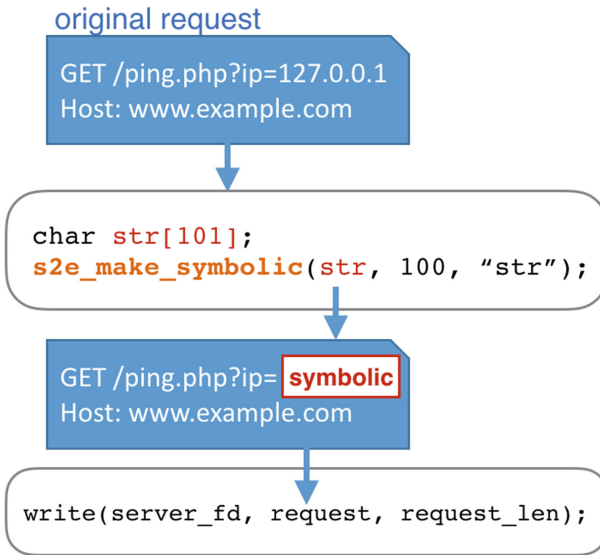 original request
GET /ping.php?ip=127.0.0.1
Host: www.example.com
char str[101];
s2e_make_symbolic(str, 100, “str”);
GET /ping.php?ip= symbolic
Host: www.example.com
write(server_fd, request, request_len);